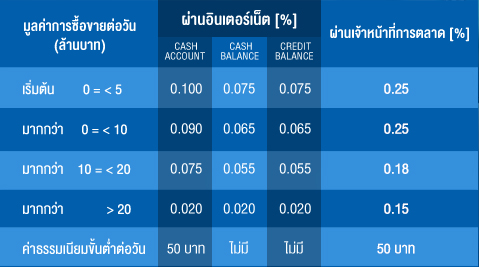 มูลค่าการซื้อขายต่อวัน (ล้านบาท) ผ่านอินเตอร์เน็ต [%] ผ่านเจ้าหน้าที่การตลาด [%]
CASH ACCOUNT CASH BALANCE CREDIT BALANCE
เริ่มต้น 0 = < 5 0.100 0.075 0.075 0.25
มากกว่า 0 = < 10 0.090 0.065 0.065 0.25
มากกว่า 10 = < 20 0.075 0.055 0.055 0.18
มากกว่า > 20 0.020 0.020 0.020 0.15
ค่าธรรมเนียมขั้นต่ำต่อวัน 50 บาท ไม่มี ไม่มี 50 บาท